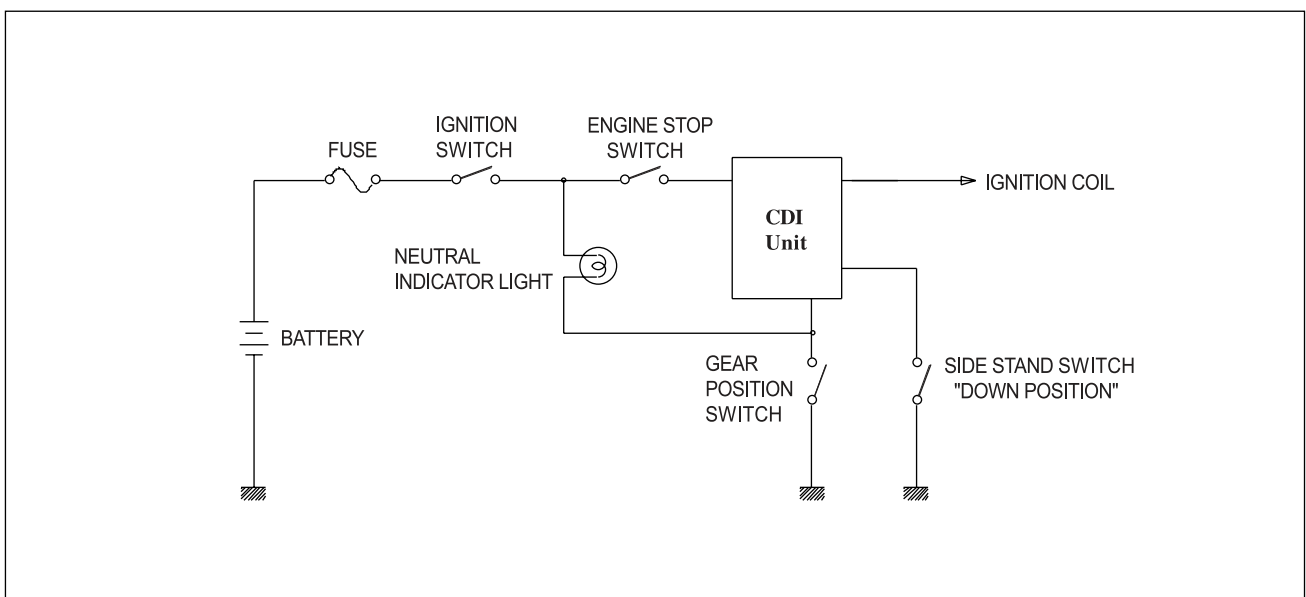 IGNITION
SWITCH
ENGINE STOP
SWITCH
FUSE
IGNITION COIL
CDI
Unit
NEUTRAL
INDICATOR LIGHT
BATTERY
GEAR
POSITION
SWITCH
SIDE STAND SWITCH
"DOWN POSITION"